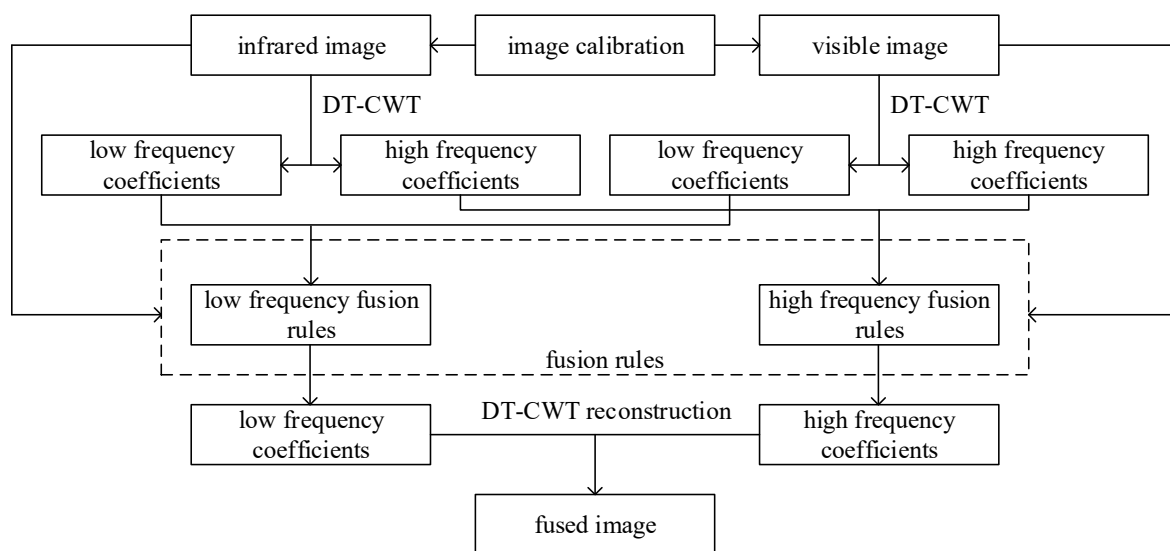 infrared image
image calibration
visible image
DT-CWT
DT-CWT
low frequency
coefficients
high frequency
coefficients
low frequency
coefficients
high frequency
coefficients
low frequency fusion
rules
high frequency fusion
rules
fusion rules
low frequency
coefficients
DT-CWT reconstruction
high frequency
coefficients
fused image